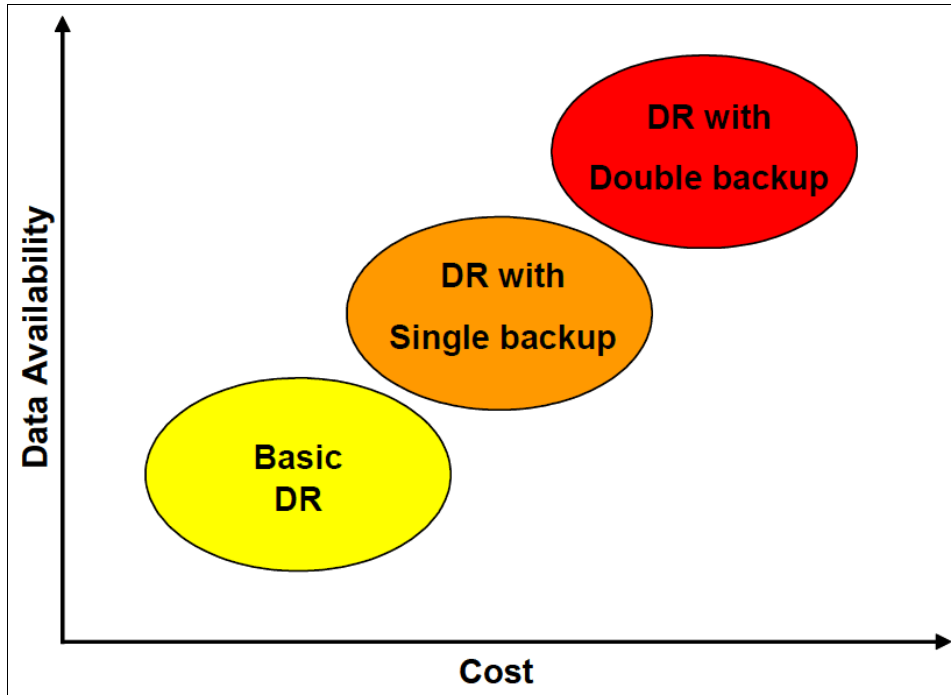 DR with
Double backup
DR with
Single backup
Basic
DR
Data Availability
Cost